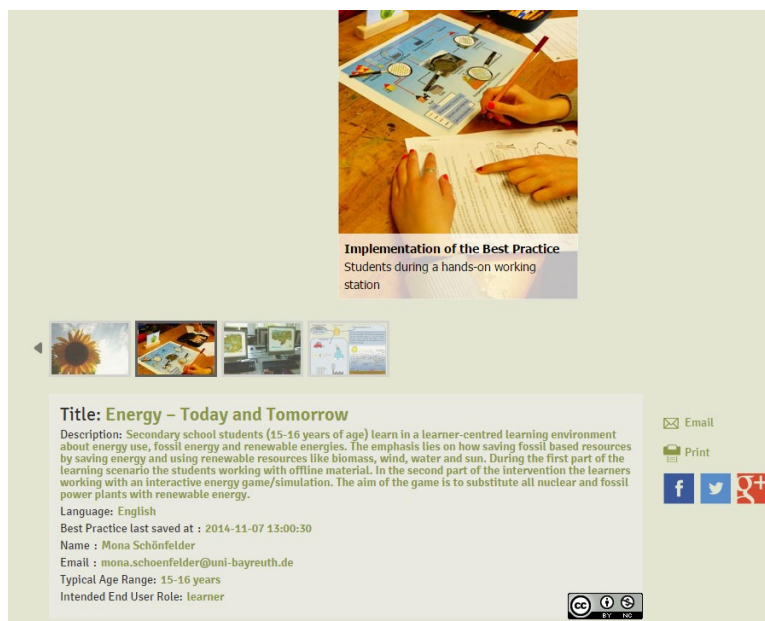 Implementation of the Best Practice
Students during a hands-on working
station
Title: Energy – Today and Tomorrow
Description: Secondary school students (15-16 years of age) learn in a learner-centred learning environment
about energy use, fossil energy and renewable energies. The emphasis lies on how saving fossil based resources
by saving energy and using renewable resources like biomass, wind, water and sun. During the first part of the
learning scenario the students working with offline material. In the second part of the intervention the learners
working with an interactive energy game/simulation. The aim of the game is to substitute all nuclear and fossil
power plants with renewable energy.
Language: English
Best Practice last saved at : 2014-11-07 13:00:30
Name : Mona Schönfelder
Email : mona.schoenfelder@uni-bayreuth.de
Typical Age Range: 15-16 years
Intended End User Role: learner
Email
Print
f
g+
cc
BY NC